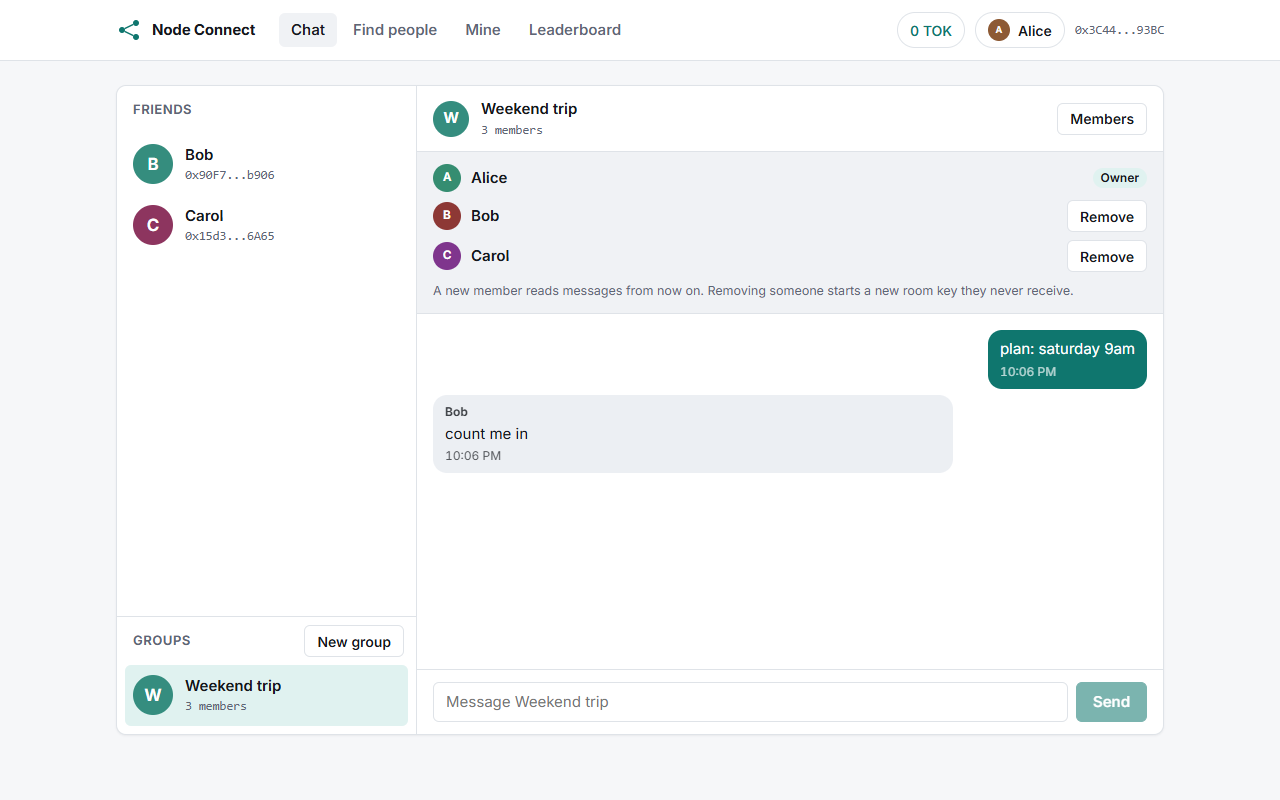 Node Connect
Chat
Find people
Mine
Leaderboard
0 TOK
A
Alice
0x3C44...93BC
FRIENDS
B
Bob
0x90F7...b906
C
Carol
0x15d3...6A65
GROUPS
New group
W
Weekend trip
3 members
W
Weekend trip
3 members
Members
A
Alice
Owner
B
Bob
Remove
C
Carol
Remove
A new member reads messages from now on. Removing someone starts a new room key they never receive.
plan: saturday 9am
10:06 PM
Bob
count me in
10:06 PM
Message Weekend trip
Send